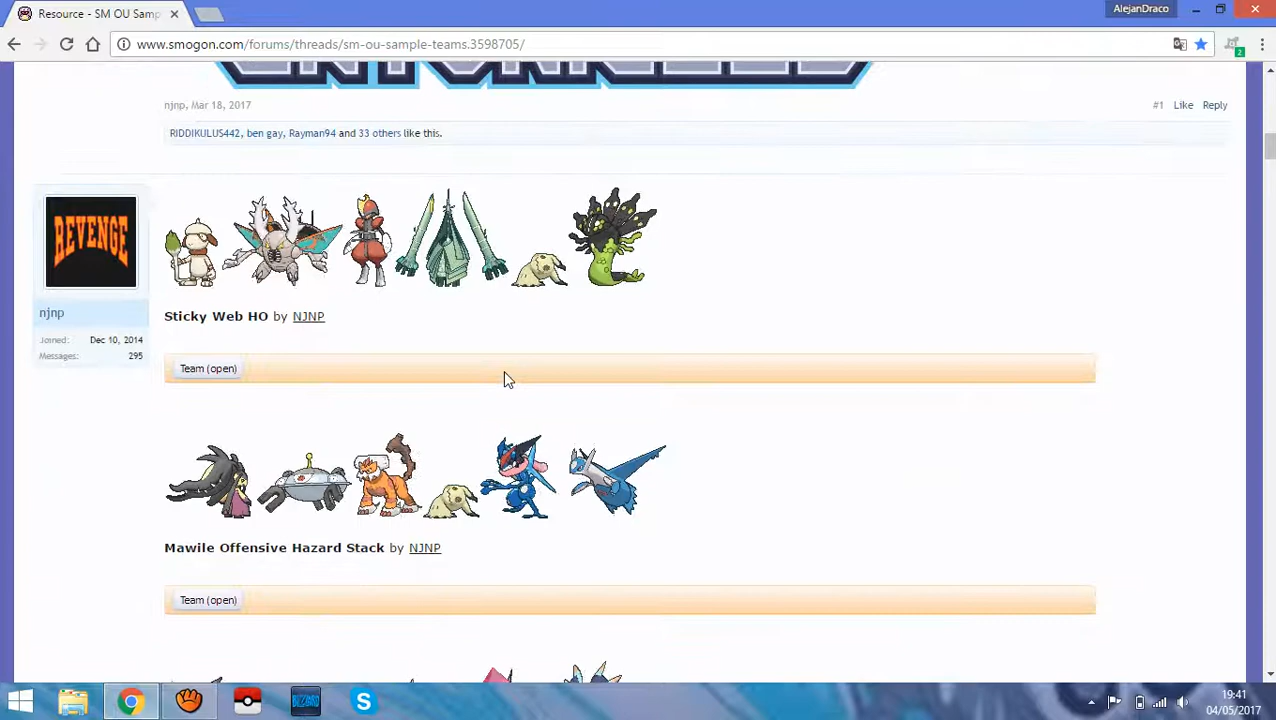 Resource - SM OU Samp
AlejanDraco
www.smogon.com/forums/threads/sm-ou-sample-teams.3598705/
2
njnp, Mar 18, 2017
#1 Like Reply
RIDDIKULUS442, ben gay, Rayman94 and 33 others like this.
REVENGE
njnp
Joined: Dec 10, 2014
Messages: 295
Sticky Web HO by NJNP
Team (open)
Mawile Offensive Hazard Stack by NJNP
Team (open)
BLIZZARD
S
19:41
04/05/2017